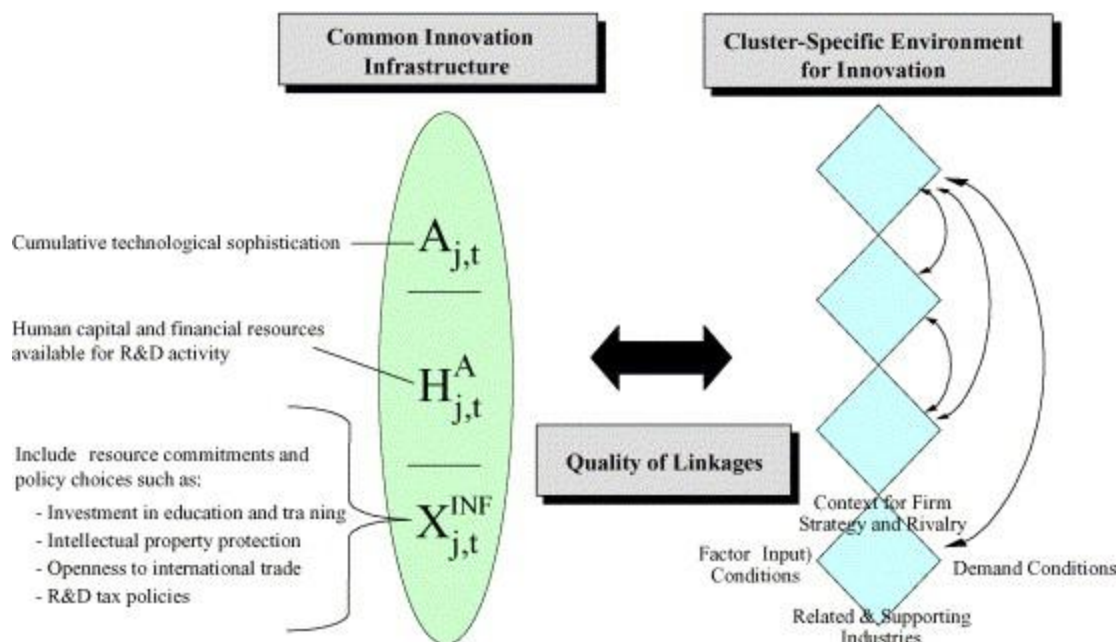 Common Innovation
Infrastructure
Cluster-Specific Environment
for Innovation
Cumulative technological sophistication
A j,t
Human capital and financial resources
available for R&D activity
H A j,t
Include resource commitments and
policy choices such as:
- Investment in education and training
- Intellectual property protection
- Openness to international trade
- R&D tax policies
X INF j,t
Quality of Linkages
Context for Firm
Strategy and Rivalry
Factor Input)
Conditions
Demand Conditions
Related & Supporting
Industries